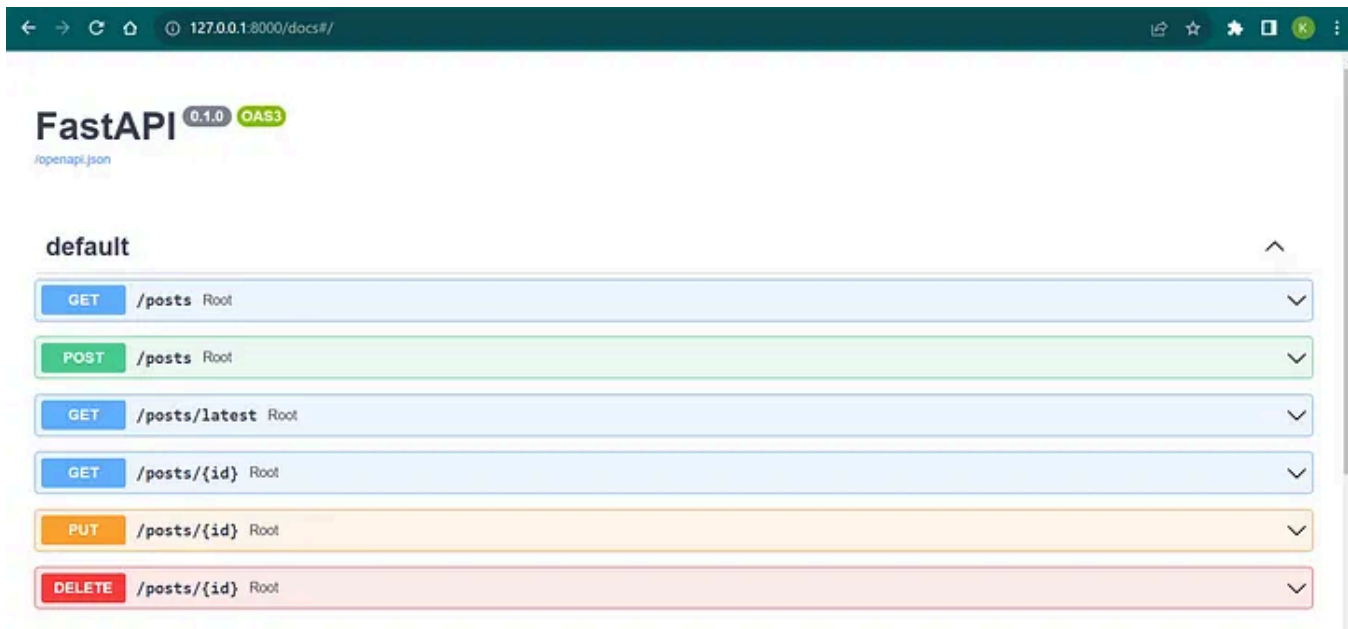 127.0.0.1:8000/docs#/
K
FastAPI 0.1.0 OAS3
/openapi.json
default
GET /posts Root
POST /posts Root
GET /posts/latest Root
GET /posts/{id} Root
PUT /posts/{id} Root
DELETE /posts/{id} Root